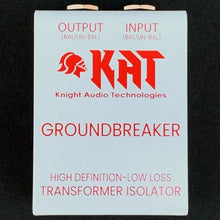 OUTPUT INPUT
(BAL/UN-BAL) (BAL/UN-BAL)
KAT
Knight Audio Technologies
GROUNDBREAKER
HIGH DEFINITION-LOW LOSS
TRANSFORMER ISOLATOR